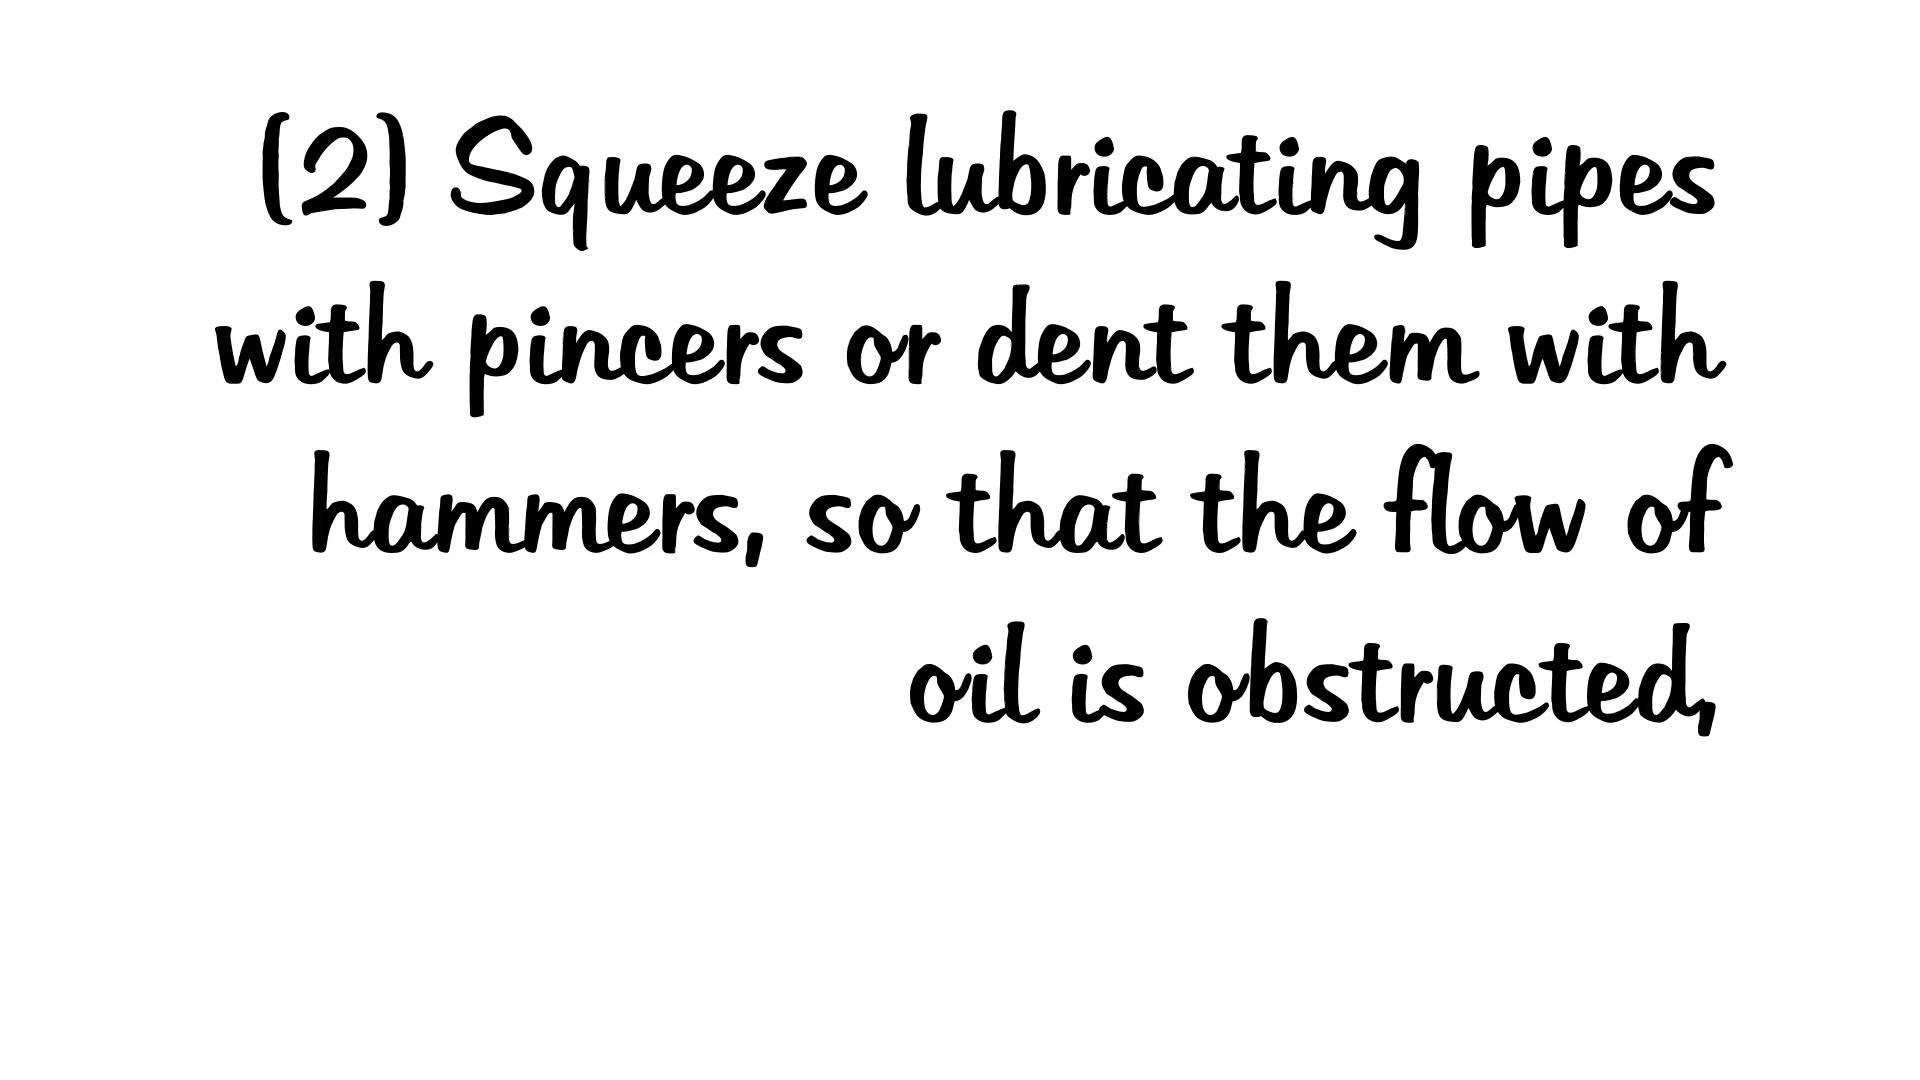 (2) Squeeze lubricating pipes
with pincers or dent them with
hammers, so that the flow of
oil is obstructed,